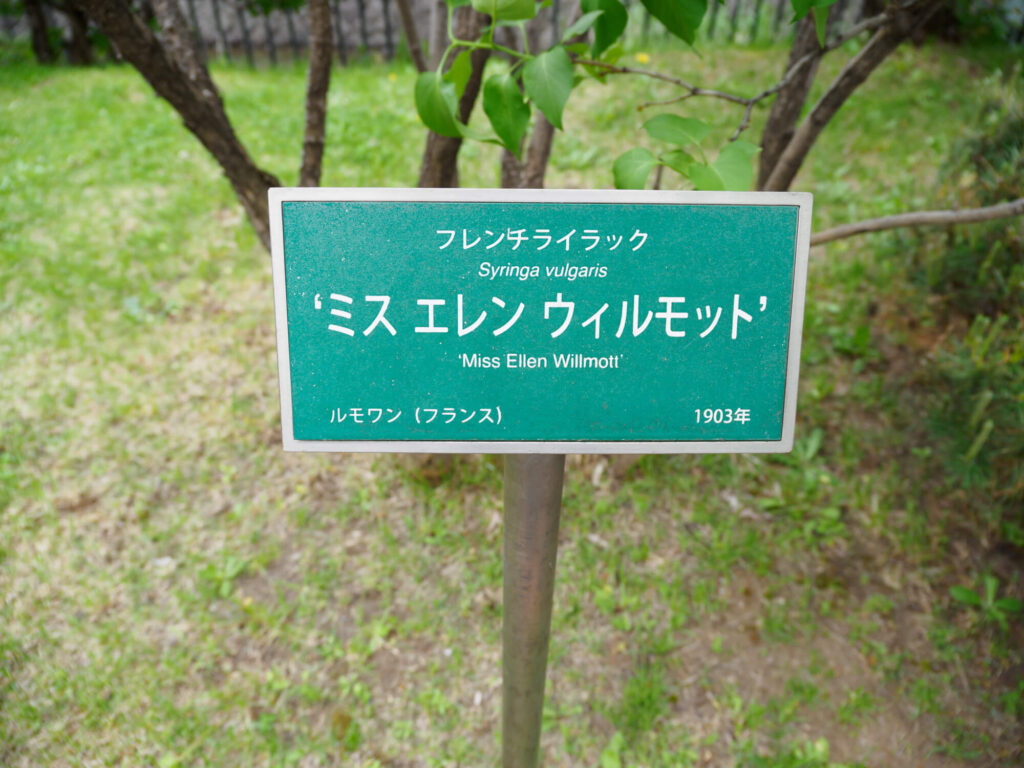 フレンチライラック
Syringa vulgaris
‘ミス エレン ウィルモット’
‘Miss Ellen Willmott’
ルモワン（フランス） 1903年